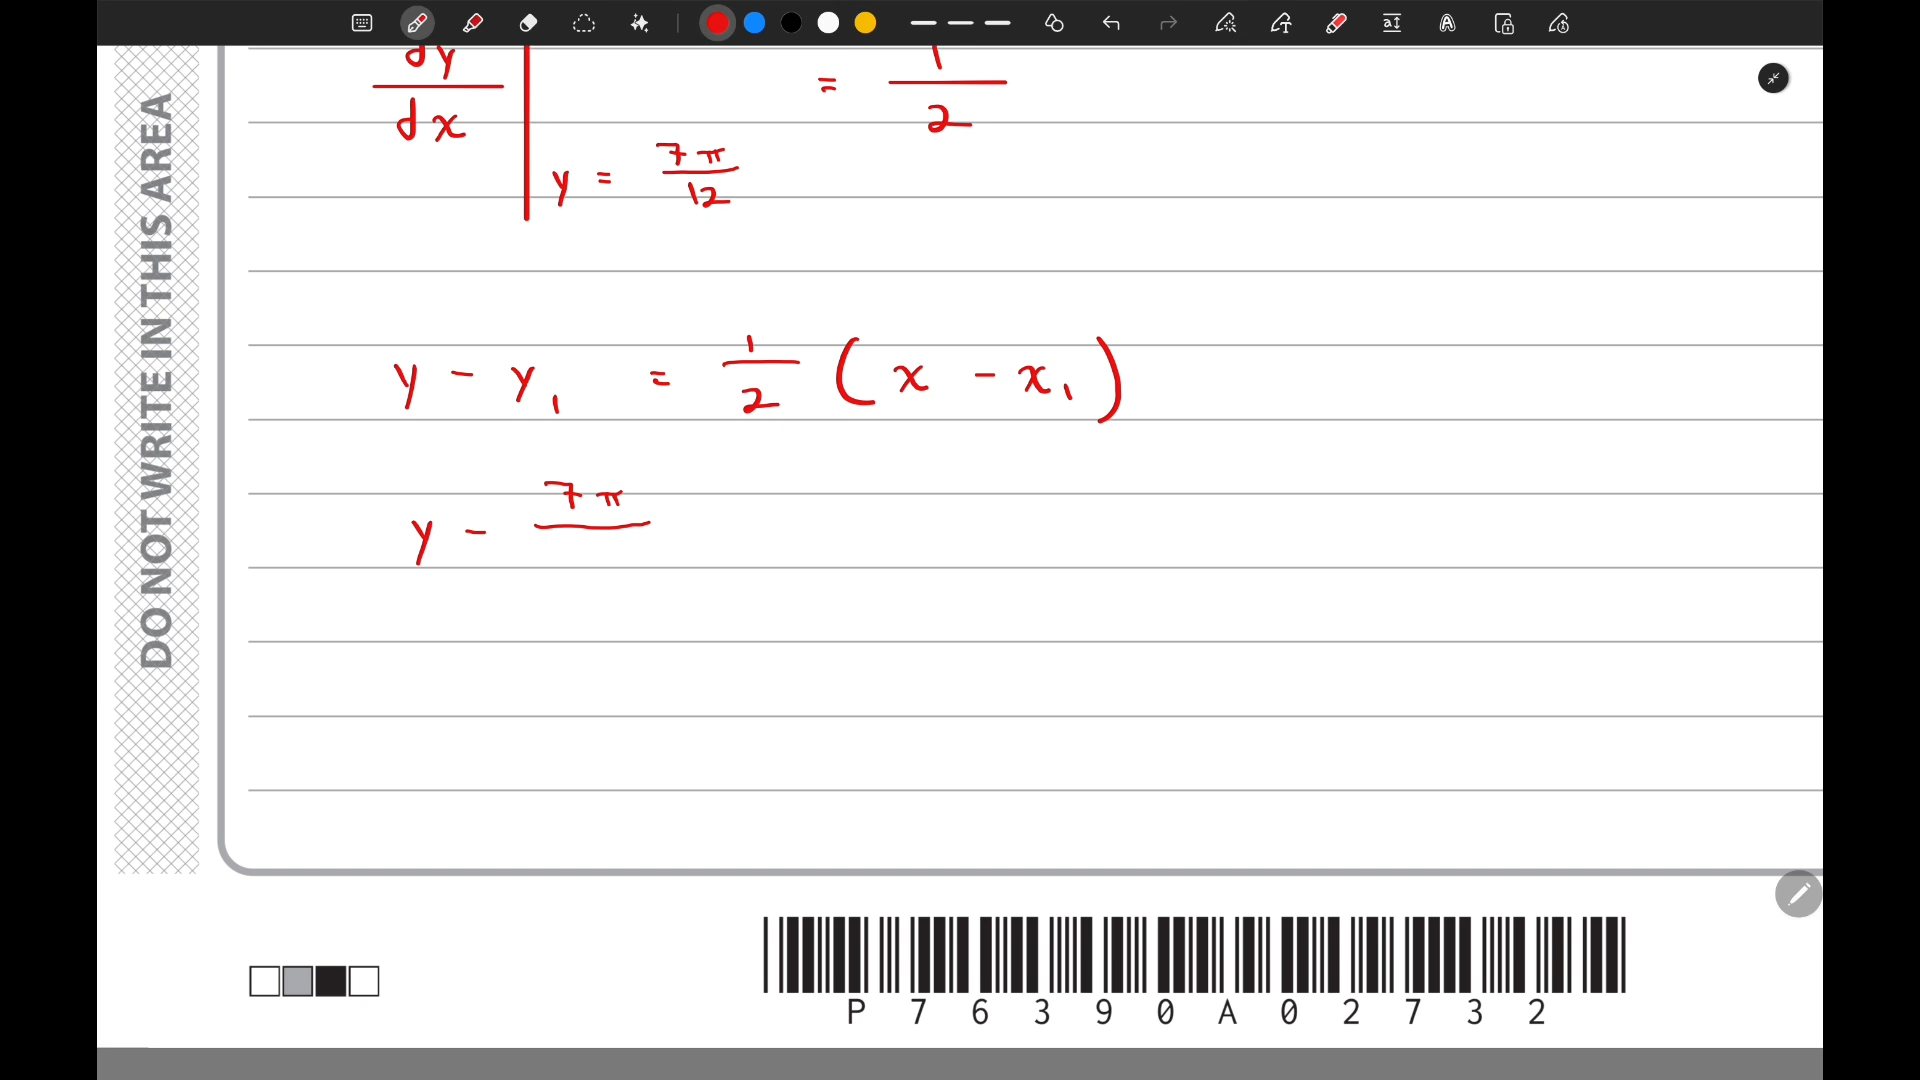 DO NOT WRITE IN THIS AREA
dy/dx | y = 7π/12 = 1/2
y - y₁ = 1/2 (x - x₁)
y - 7π/
P 7 6 3 9 0 A 0 2 7 3 2